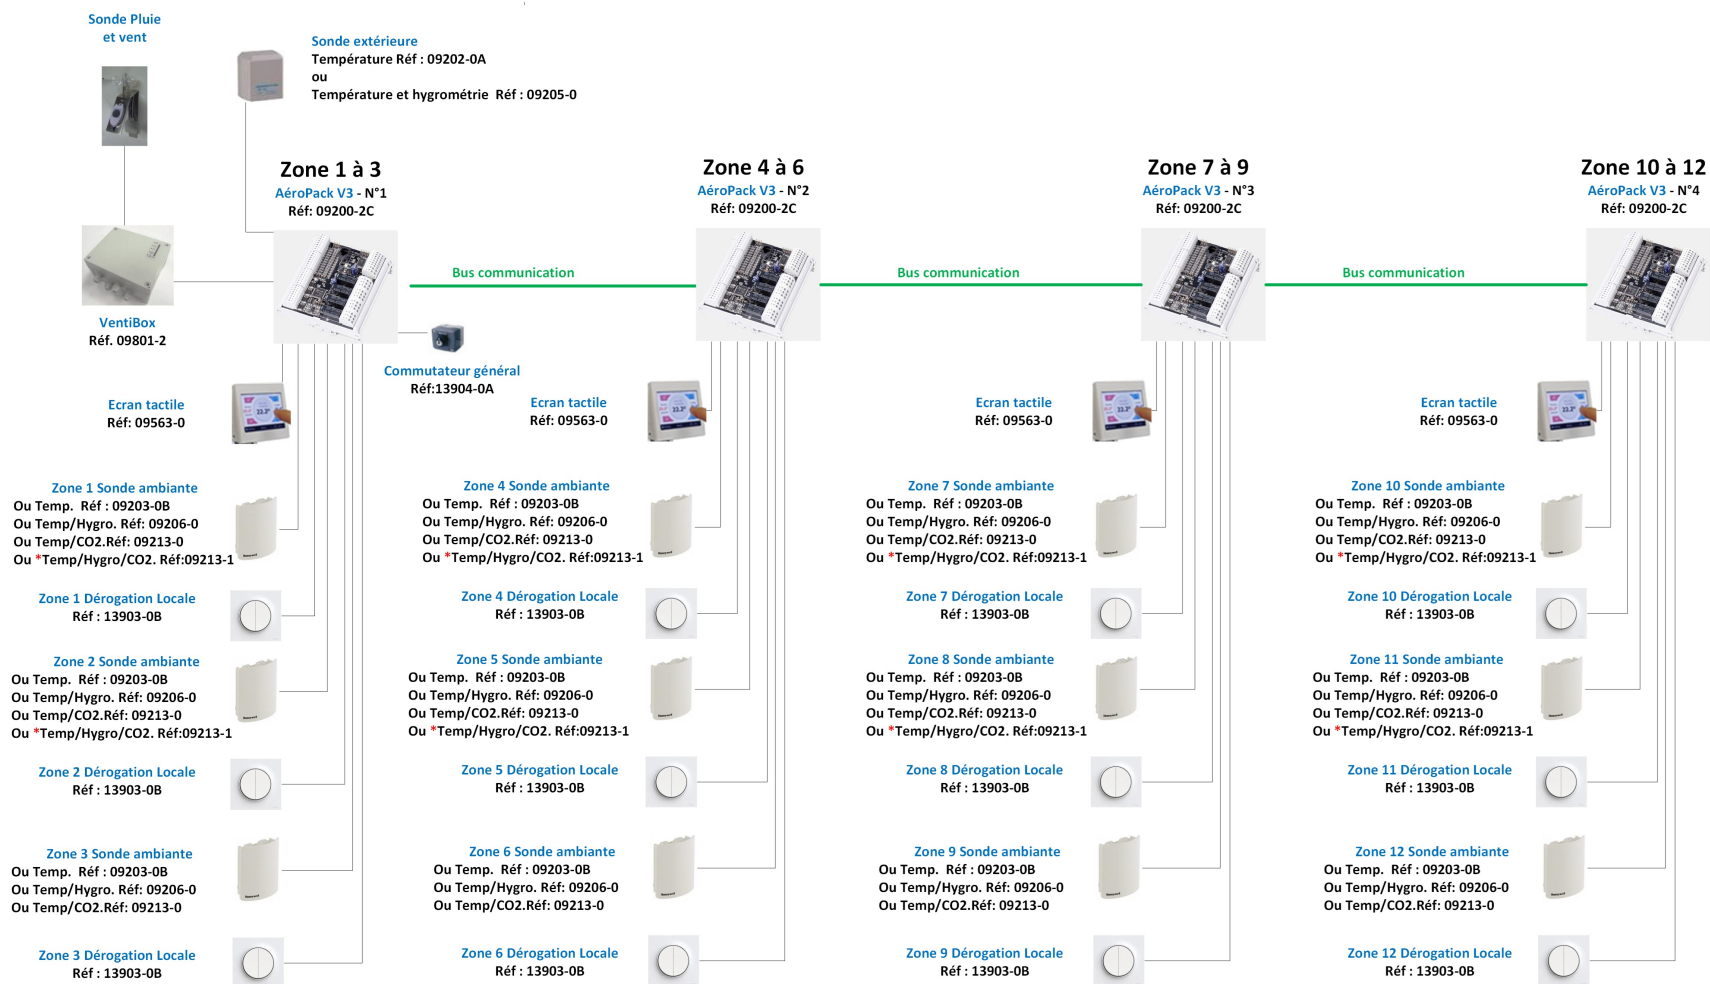 Sonde Pluie
et vent
Sonde extérieure
Température Réf : 09202-0A
ou
Température et hygrométrie  Réf : 09205-0
Zone 1 à 3
AéroPack V3 - N°1
Réf: 09200-2C
Zone 4 à 6
AéroPack V3 - N°2
Réf: 09200-2C
Zone 7 à 9
AéroPack V3 - N°3
Réf: 09200-2C
Zone 10 à 12
AéroPack V3 - N°4
Réf: 09200-2C
Bus communication
Bus communication
Bus communication
VentiBox
Réf. 09801-2
Commutateur général
Réf:13904-0A
Ecran tactile
Réf: 09563-0
Zone 1 Sonde ambiante
Ou Temp.  Réf : 09203-0B
Ou Temp/Hygro. Réf: 09206-0
Ou Temp/CO2.Réf: 09213-0
Ou *Temp/Hygro/CO2. Réf:09213-1
Zone 1 Dérogation Locale
Réf : 13903-0B
Zone 2 Sonde ambiante
Ou Temp.  Réf : 09203-0B
Ou Temp/Hygro. Réf: 09206-0
Ou Temp/CO2.Réf: 09213-0
Ou *Temp/Hygro/CO2. Réf:09213-1
Zone 2 Dérogation Locale
Réf : 13903-0B
Zone 3 Sonde ambiante
Ou Temp.  Réf : 09203-0B
Ou Temp/Hygro. Réf: 09206-0
Ou Temp/CO2.Réf: 09213-0
Zone 3 Dérogation Locale
Réf : 13903-0B
Ecran tactile
Réf: 09563-0
Zone 4 Sonde ambiante
Ou Temp.  Réf : 09203-0B
Ou Temp/Hygro. Réf: 09206-0
Ou Temp/CO2.Réf: 09213-0
Ou *Temp/Hygro/CO2. Réf:09213-1
Zone 4 Dérogation Locale
Réf : 13903-0B
Zone 5 Sonde ambiante
Ou Temp.  Réf : 09203-0B
Ou Temp/Hygro. Réf: 09206-0
Ou Temp/CO2.Réf: 09213-0
Ou *Temp/Hygro/CO2. Réf:09213-1
Zone 5 Dérogation Locale
Réf : 13903-0B
Zone 6 Sonde ambiante
Ou Temp.  Réf : 09203-0B
Ou Temp/Hygro. Réf: 09206-0
Ou Temp/CO2.Réf: 09213-0
Zone 6 Dérogation Locale
Réf : 13903-0B
Ecran tactile
Réf: 09563-0
Zone 7 Sonde ambiante
Ou Temp.  Réf : 09203-0B
Ou Temp/Hygro. Réf: 09206-0
Ou Temp/CO2.Réf: 09213-0
Ou *Temp/Hygro/CO2. Réf:09213-1
Zone 7 Dérogation Locale
Réf : 13903-0B
Zone 8 Sonde ambiante
Ou Temp.  Réf : 09203-0B
Ou Temp/Hygro. Réf: 09206-0
Ou Temp/CO2.Réf: 09213-0
Ou *Temp/Hygro/CO2. Réf:09213-1
Zone 8 Dérogation Locale
Réf : 13903-0B
Zone 9 Sonde ambiante
Ou Temp.  Réf : 09203-0B
Ou Temp/Hygro. Réf: 09206-0
Ou Temp/CO2.Réf: 09213-0
Zone 9 Dérogation Locale
Réf : 13903-0B
Ecran tactile
Réf: 09563-0
Zone 10 Sonde ambiante
Ou Temp.  Réf : 09203-0B
Ou Temp/Hygro. Réf: 09206-0
Ou Temp/CO2.Réf: 09213-0
Ou *Temp/Hygro/CO2. Réf:09213-1
Zone 10 Dérogation Locale
Réf : 13903-0B
Zone 11 Sonde ambiante
Ou Temp.  Réf : 09203-0B
Ou Temp/Hygro. Réf: 09206-0
Ou Temp/CO2.Réf: 09213-0
Ou *Temp/Hygro/CO2. Réf:09213-1
Zone 11 Dérogation Locale
Réf : 13903-0B
Zone 12 Sonde ambiante
Ou Temp.  Réf : 09203-0B
Ou Temp/Hygro. Réf: 09206-0
Ou Temp/CO2.Réf: 09213-0
Zone 12 Dérogation Locale
Réf : 13903-0B